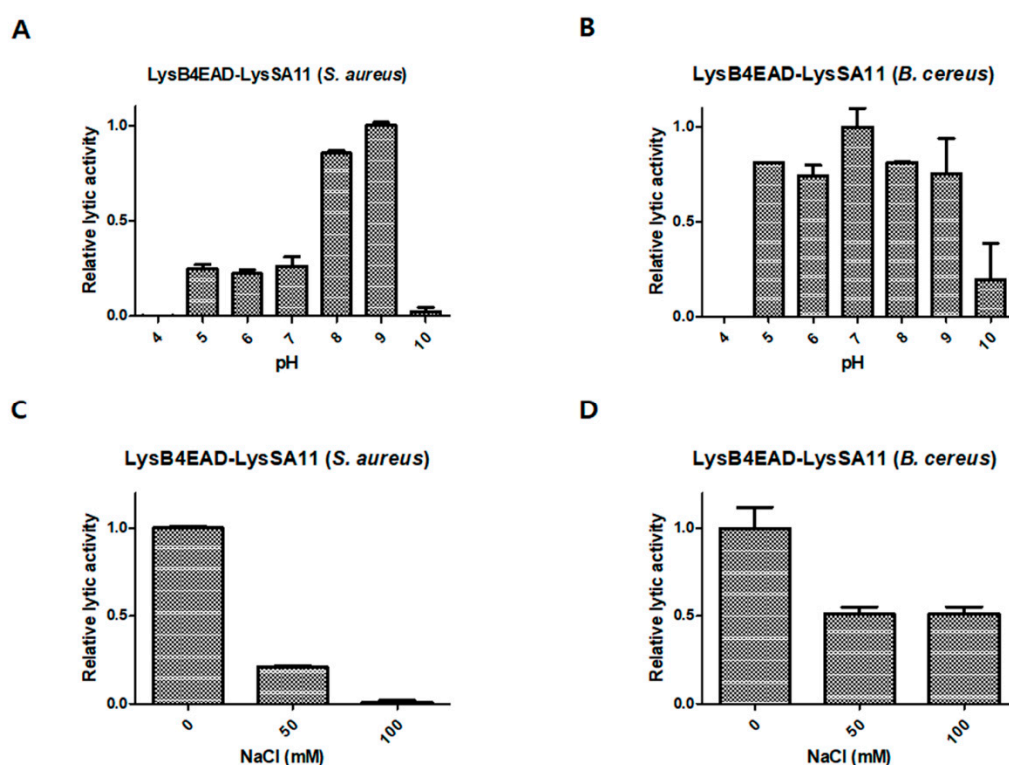 A
LysB4EAD-LysSA11 (S. aureus)
Relative lytic activity
1.0
0.5
0.0
4 5 6 7 8 9 10
pH
B
LysB4EAD-LysSA11 (B. cereus)
Relative lytic activity
1.0
0.5
0.0
4 5 6 7 8 9 10
pH
C
LysB4EAD-LysSA11 (S. aureus)
Relative lytic activity
1.0
0.5
0.0
0 50 100
NaCl (mM)
D
LysB4EAD-LysSA11 (B. cereus)
Relative lytic activity
1.0
0.5
0.0
0 50 100
NaCl (mM)